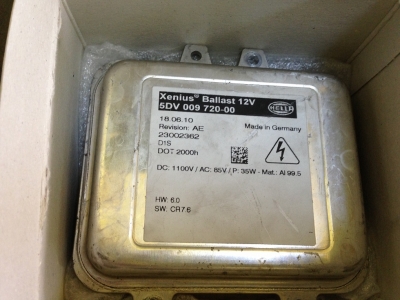 Xenius® Ballast 12V
5DV 009 720-00
HELLA
18.06.10
Revision: AE
Made in Germany
23002362
D1S
DOT 2000h
DC: 1100V / AC: 85V / P: 35W - Mat.: Al 99.5
HW: 6.0
SW: CR7.6